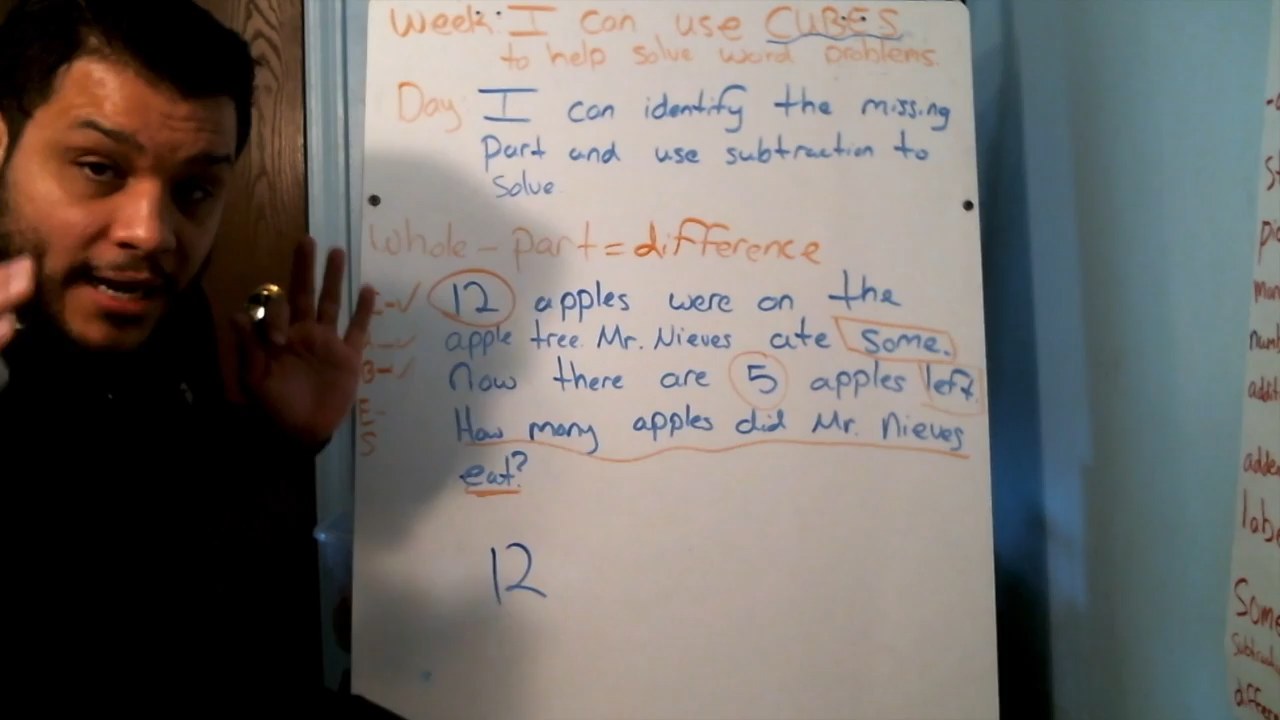 Week: I can use CUBES
to help solve word problems.
Day I can identify the missing
part and use subtraction to
solve.
Whole - part = difference
12 apples were on the
apple tree. Mr. Nieves ate some.
B- Now there are 5 apples left.
E- How many apples did Mr. Nieves
S
eat?
12